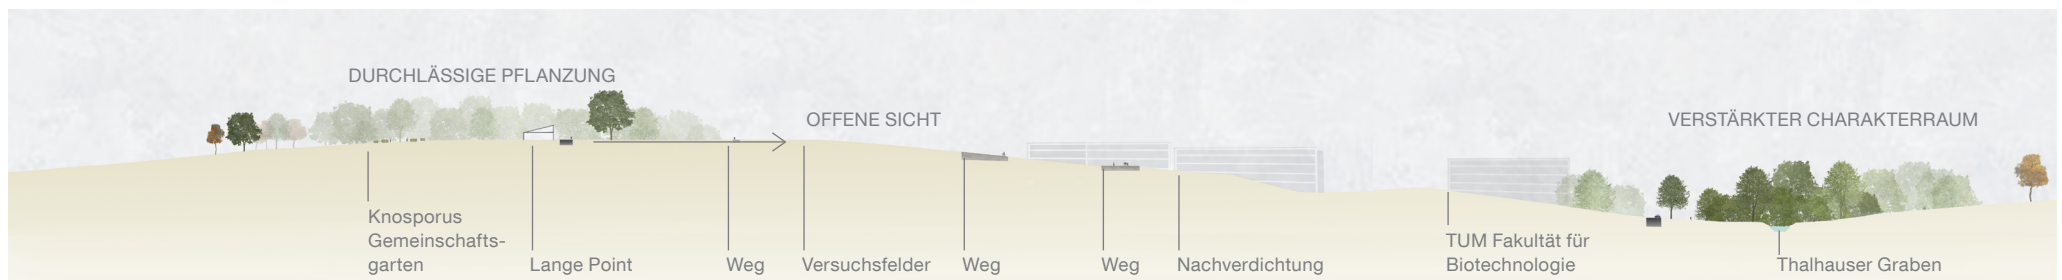 DURCHLÄSSIGE PFLANZUNG
OFFENE SICHT
VERSTÄRKTER CHARAKTERRAUM
Knosporus
Gemeinschafts-
garten
Lange Point
Weg
Versuchsfelder
Weg
Weg
Nachverdichtung
TUM Fakultät für
Biotechnologie
Thalhauser Graben